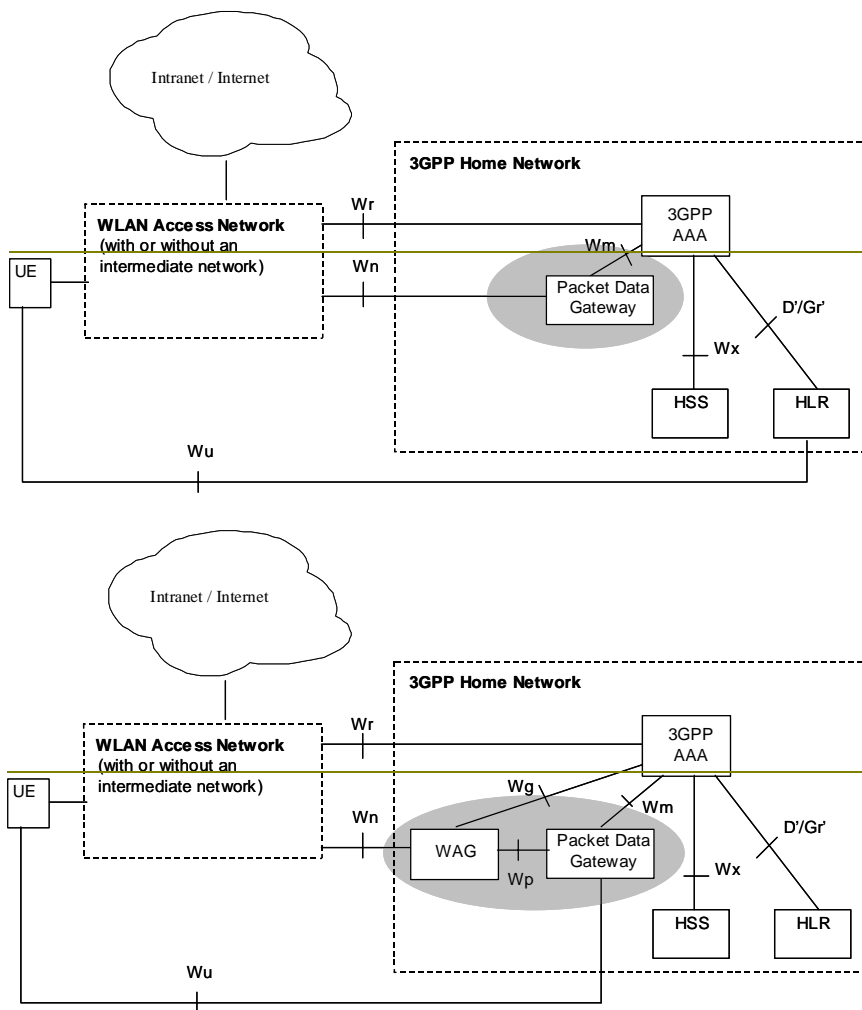 Intranet / Internet
3GPP Home Network
Wr
3GPP
AAA
WLAN Access Network
(with or without an
intermediate network)
Wm
UE
Wn
Packet Data
Gateway
D'/Gr'
Wx
HSS
HLR
Wu
Intranet / Internet
3GPP Home Network
Wr
3GPP
AAA
WLAN Access Network
(with or without an
intermediate network)
UE
Wg
Wm
Wn
WAG
Packet Data
Gateway
D'/Gr'
Wp
Wx
HSS
HLR
Wu